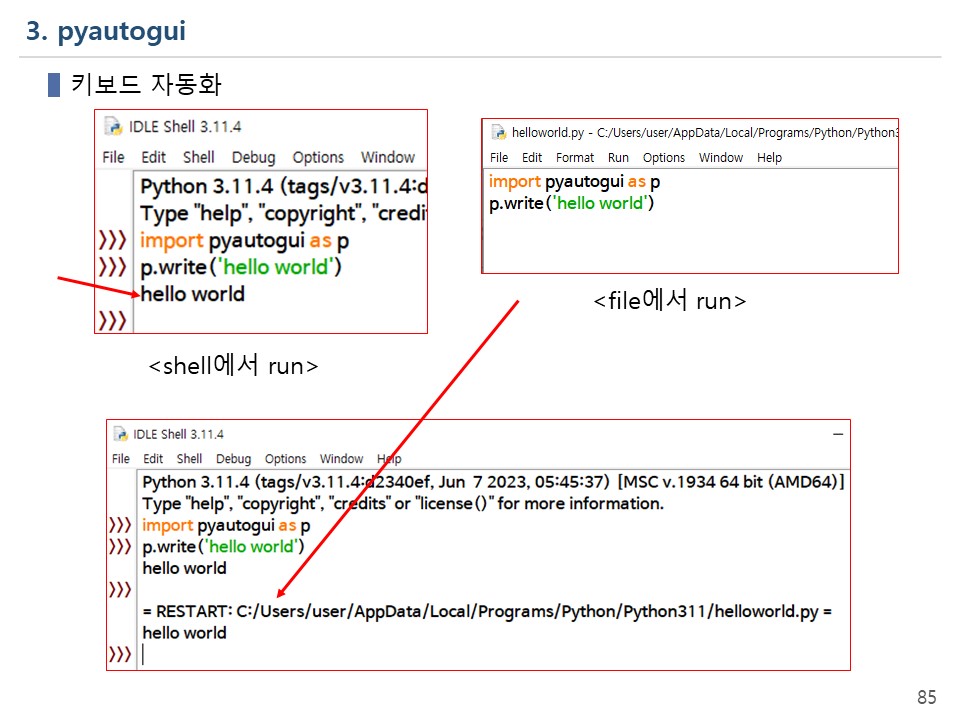 3. pyautogui
키보드 자동화
IDLE Shell 3.11.4
File Edit Shell Debug Options Window
Python 3.11.4 (tags/v3.11.4:d
Type "help", "copyright", "credi
>>> import pyautogui as p
>>> p.write('hello world')
hello world
>>>
<shell에서 run>
helloworld.py - C:/Users/user/AppData/Local/Programs/Python/Python3
File Edit Format Run Options Window Help
import pyautogui as p
p.write('hello world')
<file에서 run>
IDLE Shell 3.11.4
File Edit Shell Debug Options Window Help
Python 3.11.4 (tags/v3.11.4:d2340ef, Jun 7 2023, 05:45:37) [MSC v.1934 64 bit (AMD64)]
Type "help", "copyright", "credits" or "license()" for more information.
>>> import pyautogui as p
>>> p.write('hello world')
hello world
>>>
= RESTART: C:/Users/user/AppData/Local/Programs/Python/Python311/helloworld.py =
hello world
>>>
85